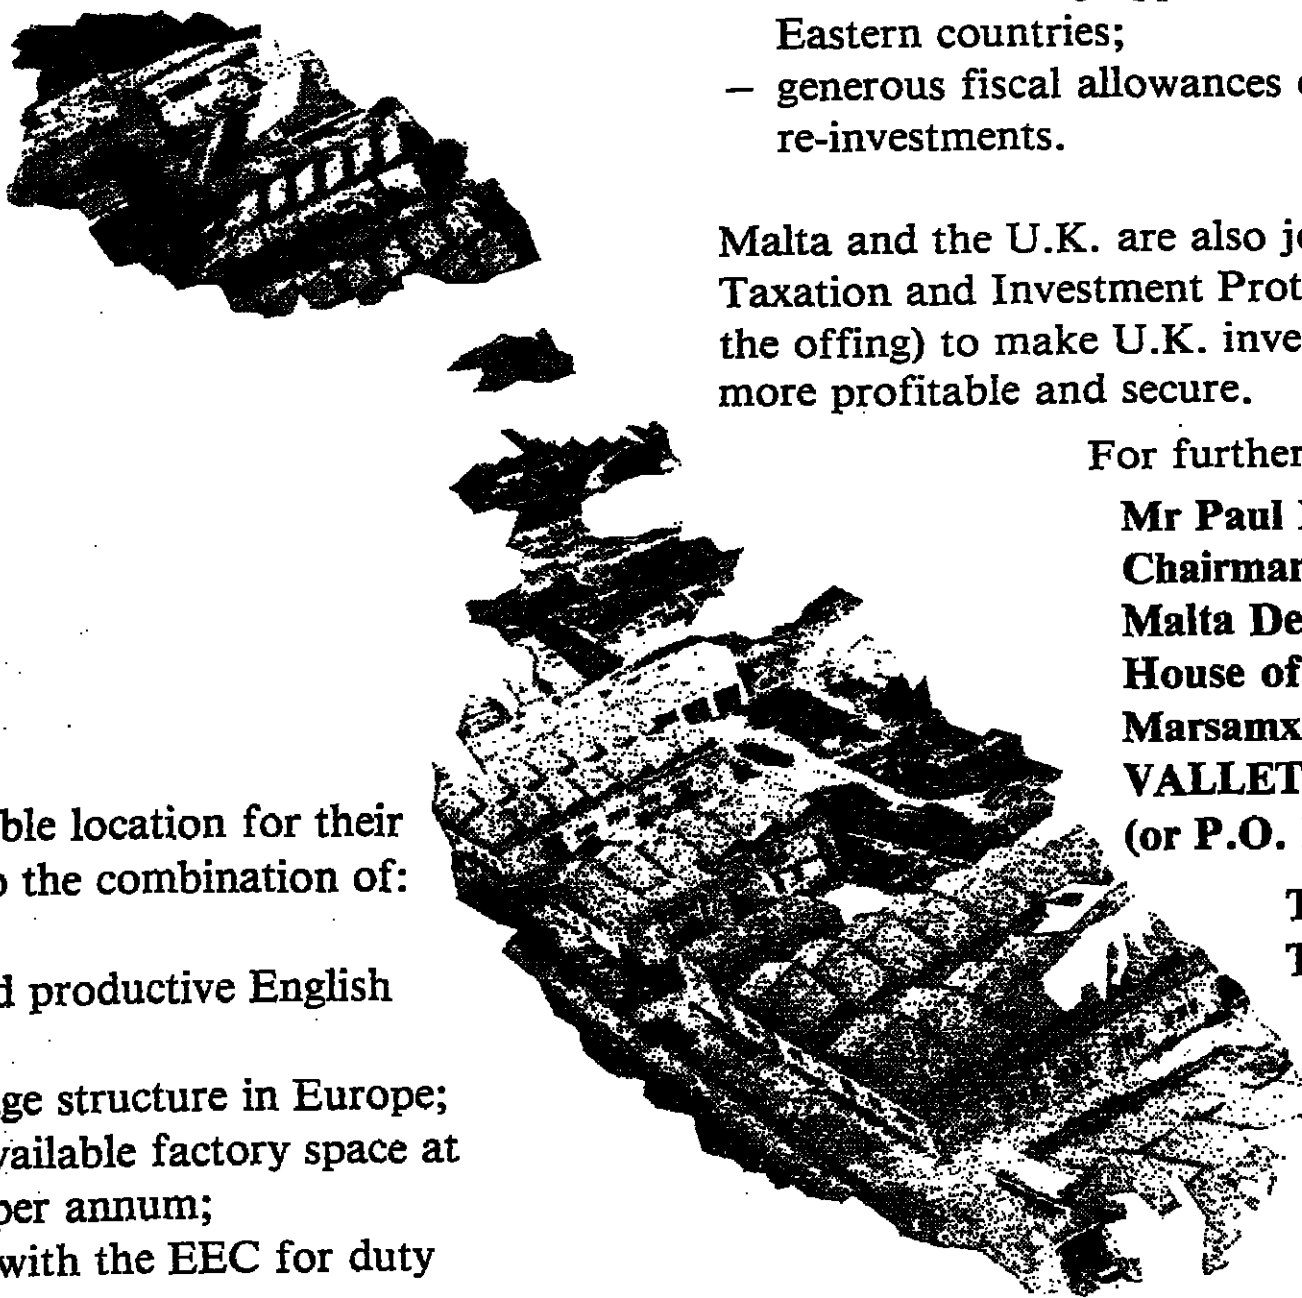 ble location for their
the combination of:
productive English
ge structure in Europe;
vailable factory space at
per annum;
with the EEC for duty
Eastern countries;
– generous fiscal allowances
re-investments.
Malta and the U.K. are also
Taxation and Investment Prot
the offing) to make U.K. inve
more profitable and secure.
For further
Mr Paul
Chairman
Malta De
House of
Marsamx
VALLET
(or P.O.